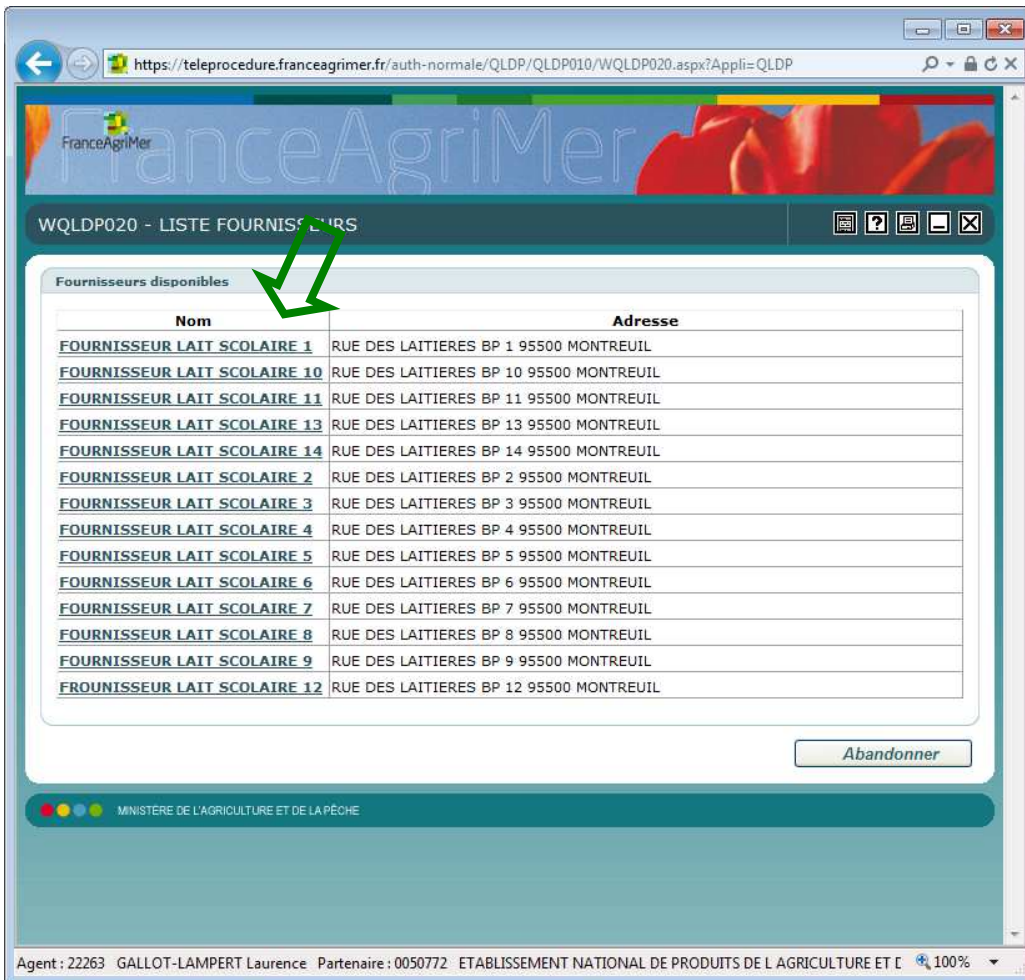 https://teleprocedure.franceagrimer.fr/auth-normale/QLDP/QLDP010/WQLDP020.aspx?Appli=QLDP
FranceAgriMer
FranceAgriMer
WQLDP020 - LISTE FOURNISSEURS
Fournisseurs disponibles
Nom Adresse
FOURNISSEUR LAIT SCOLAIRE 1 RUE DES LAITIERES BP 1 95500 MONTREUIL
FOURNISSEUR LAIT SCOLAIRE 10 RUE DES LAITIERES BP 10 95500 MONTREUIL
FOURNISSEUR LAIT SCOLAIRE 11 RUE DES LAITIERES BP 11 95500 MONTREUIL
FOURNISSEUR LAIT SCOLAIRE 13 RUE DES LAITIERES BP 13 95500 MONTREUIL
FOURNISSEUR LAIT SCOLAIRE 14 RUE DES LAITIERES BP 14 95500 MONTREUIL
FOURNISSEUR LAIT SCOLAIRE 2 RUE DES LAITIERES BP 2 95500 MONTREUIL
FOURNISSEUR LAIT SCOLAIRE 3 RUE DES LAITIERES BP 3 95500 MONTREUIL
FOURNISSEUR LAIT SCOLAIRE 4 RUE DES LAITIERES BP 4 95500 MONTREUIL
FOURNISSEUR LAIT SCOLAIRE 5 RUE DES LAITIERES BP 5 95500 MONTREUIL
FOURNISSEUR LAIT SCOLAIRE 6 RUE DES LAITIERES BP 6 95500 MONTREUIL
FOURNISSEUR LAIT SCOLAIRE 7 RUE DES LAITIERES BP 7 95500 MONTREUIL
FOURNISSEUR LAIT SCOLAIRE 8 RUE DES LAITIERES BP 8 95500 MONTREUIL
FOURNISSEUR LAIT SCOLAIRE 9 RUE DES LAITIERES BP 9 95500 MONTREUIL
FROUNISSEUR LAIT SCOLAIRE 12 RUE DES LAITIERES BP 12 95500 MONTREUIL
Abandonner
MINISTÈRE DE L'AGRICULTURE ET DE LA PÊCHE
Agent : 22263 GALLOT-LAMPERT Laurence Partenaire : 0050772 ETABLISSEMENT NATIONAL DE PRODUITS DE L AGRICULTURE ET D 100%